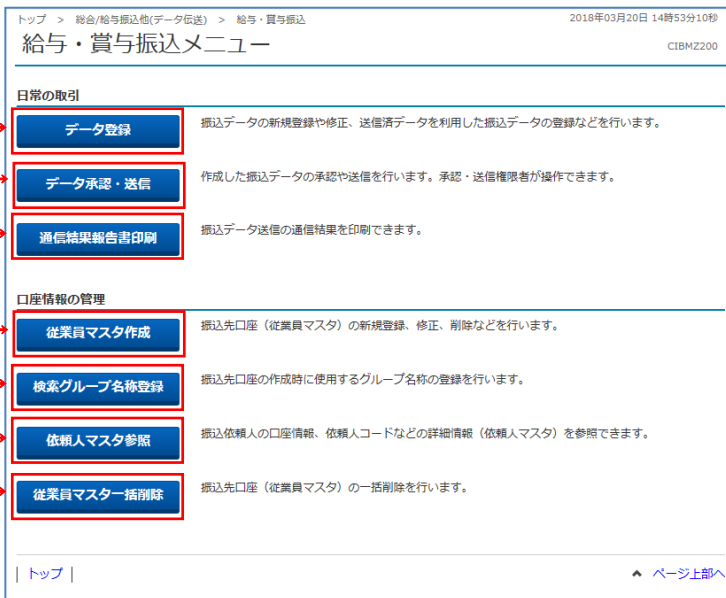 トップ > 総合/給与振込他(データ伝送) > 給与・賞与振込
2018年03月20日 14時53分10秒
給与・賞与振込メニュー
CIBMZ200
日常の取引
データ登録
振込データの新規登録や修正、送信済データを利用した振込データの登録などを行います。
データ承認・送信
作成した振込データの承認や送信を行います。承認・送信権限者が操作できます。
通信結果報告書印刷
振込データ送信の通信結果を印刷できます。
口座情報の管理
従業員マスタ作成
振込先口座（従業員マスタ）の新規登録、修正、削除などを行います。
検索グループ名称登録
振込先口座の作成時に使用するグループ名称の登録を行います。
依頼人マスタ参照
振込依頼人の口座情報、依頼人コードなどの詳細情報（依頼人マスタ）を参照できます。
従業員マスタ一括削除
振込先口座（従業員マスタ）の一括削除を行います。
| トップ |
ページ上部へ